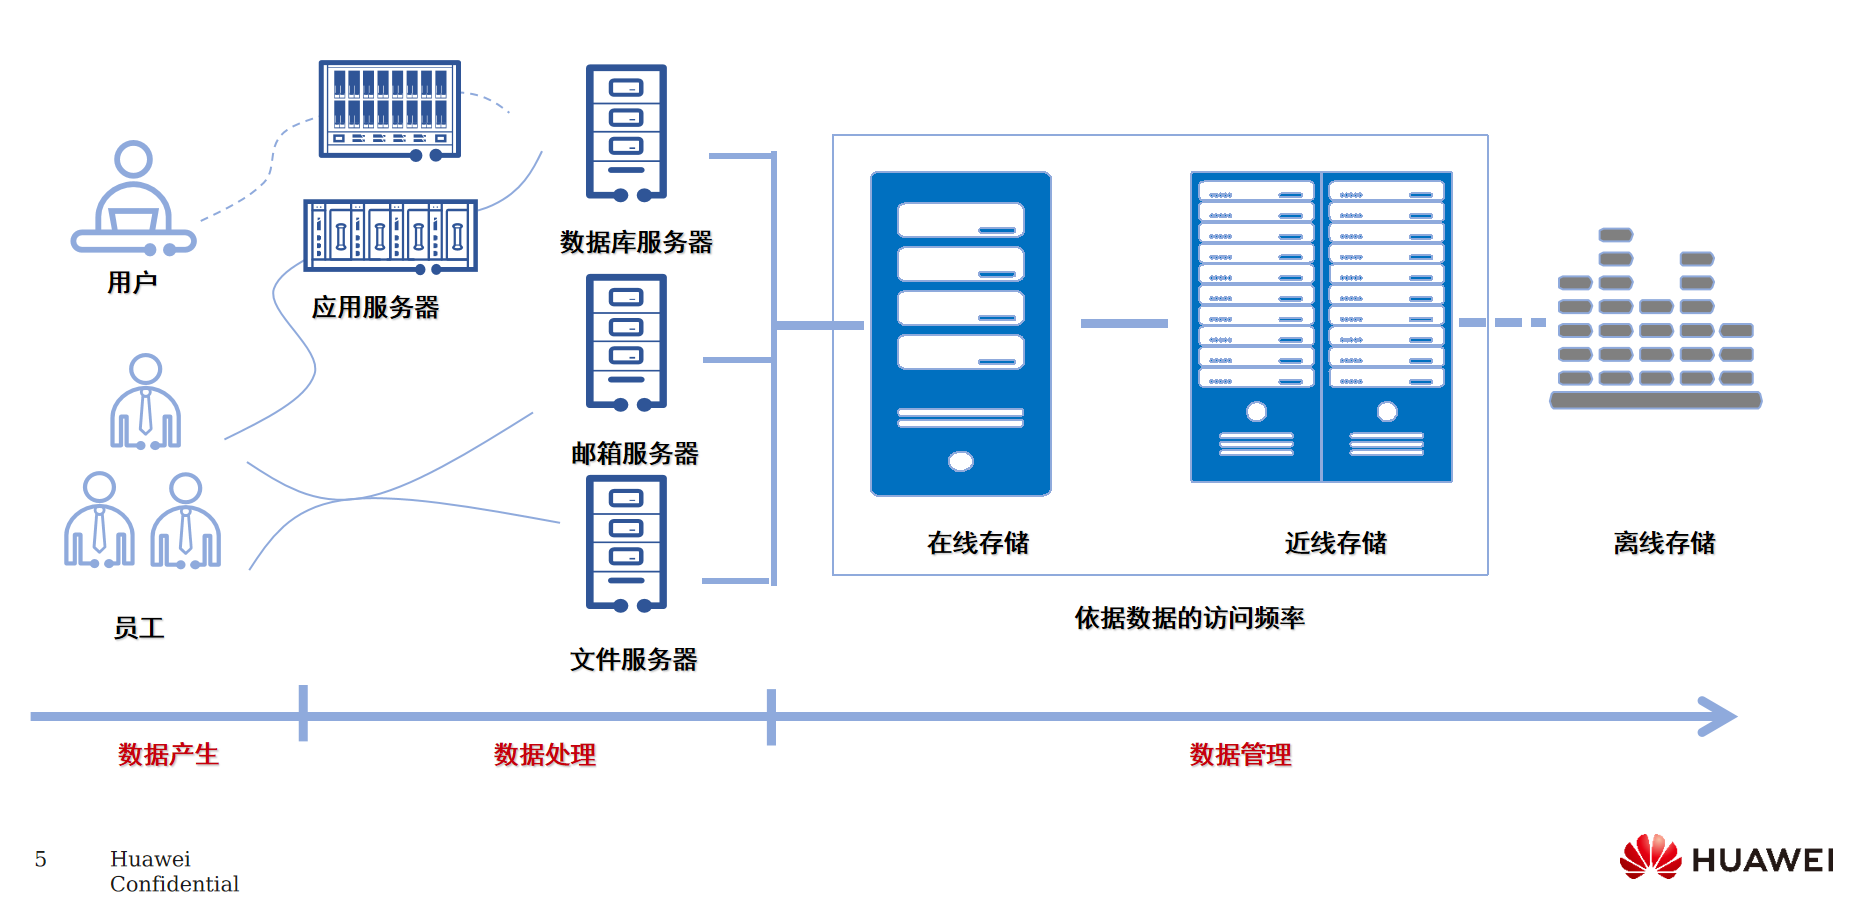 用户
应用服务器
数据库服务器
邮箱服务器
文件服务器
员工
在线存储
近线存储
离线存储
依据数据的访问频率
数据产生
数据处理
数据管理
5
Huawei
Confidential
HUAWEI